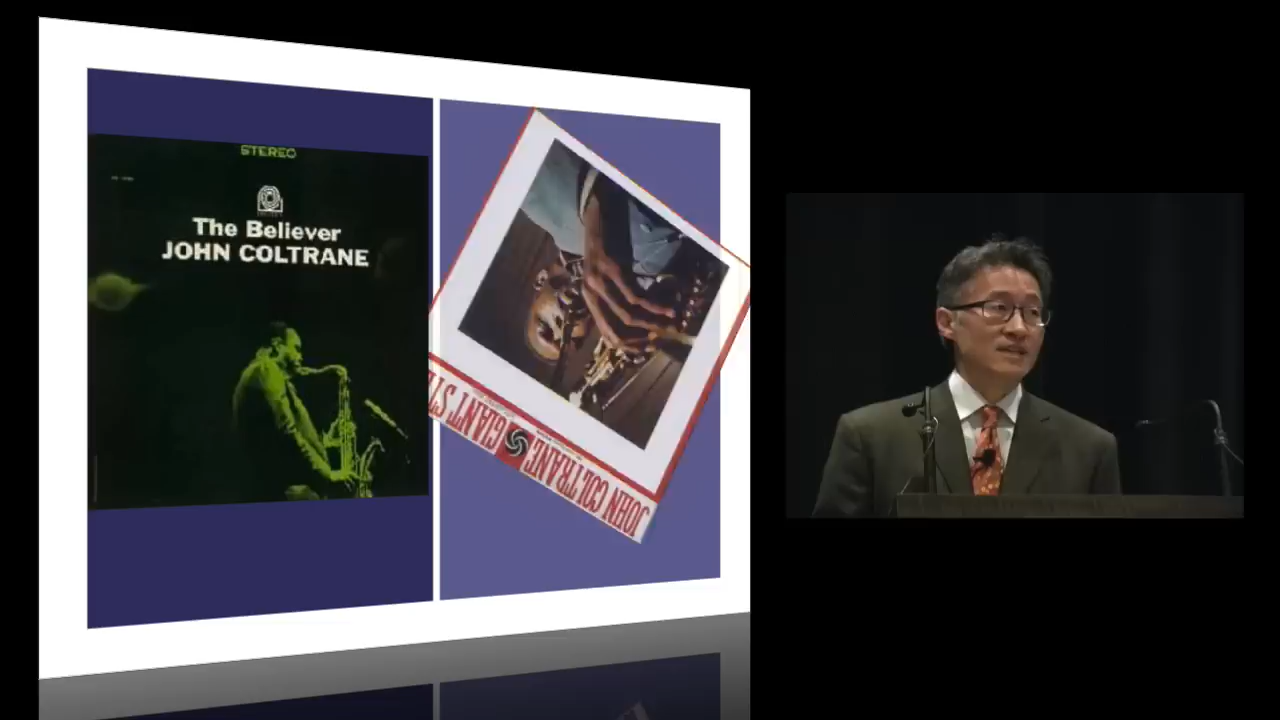 STEREO
The Believer
JOHN COLTRANE
GIANT ST
JOHN COLTRANE